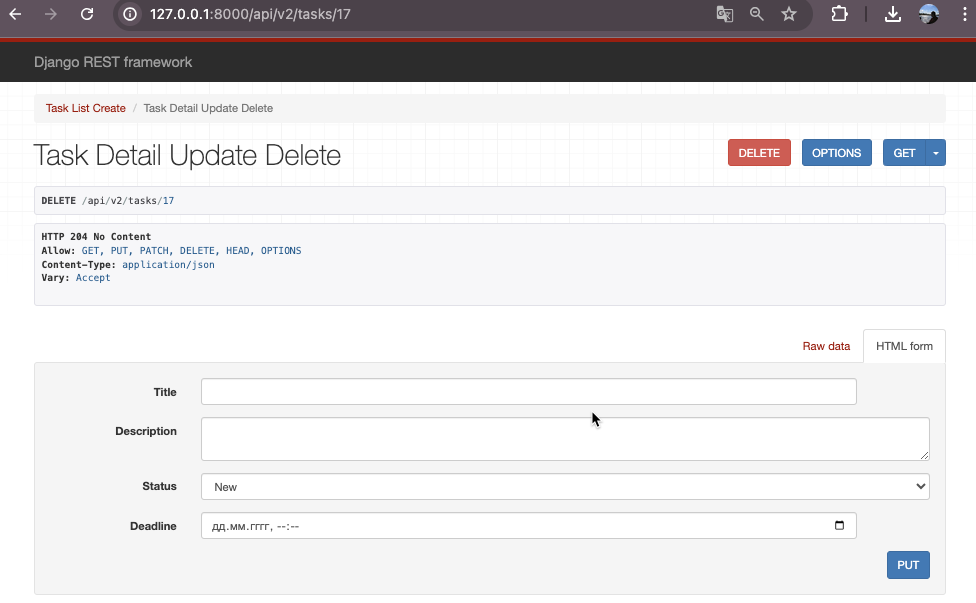 127.0.0.1:8000/api/v2/tasks/17
Django REST framework
Task List Create / Task Detail Update Delete
Task Detail Update Delete
DELETE OPTIONS GET
DELETE /api/v2/tasks/17
HTTP 204 No Content
Allow: GET, PUT, PATCH, DELETE, HEAD, OPTIONS
Content-Type: application/json
Vary: Accept
Raw data HTML form
Title
Description
Status New
Deadline дд.мм.гггг, --:--
PUT